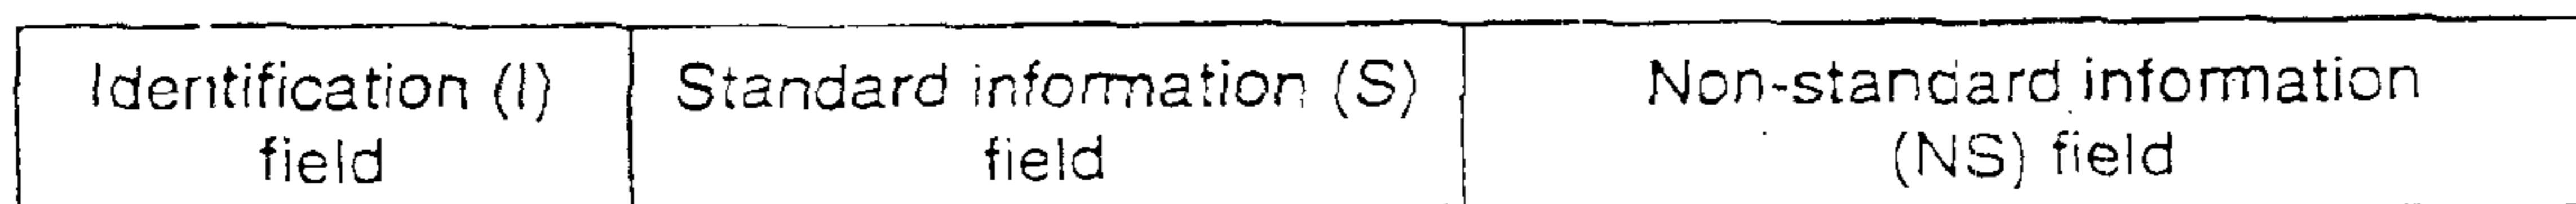 Identification (I)
field
Standard information (S)
field
Non-standard information
(NS) field